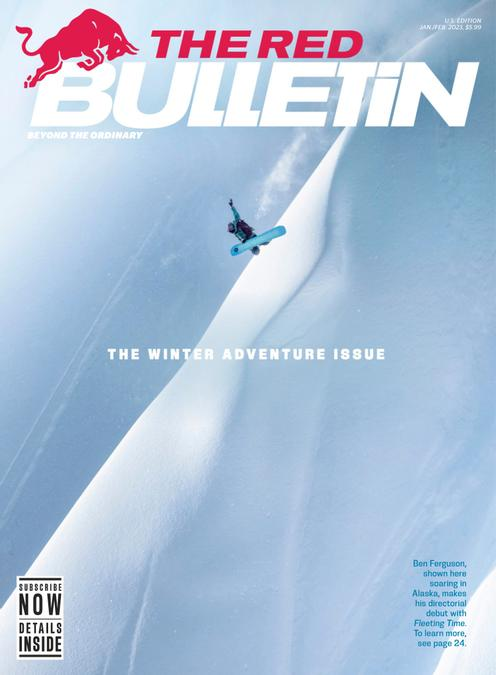 U.S. EDITION
JAN./FEB. 2023, $5.99
THE RED
BULLETiN
BEYOND THE ORDINARY
THE WINTER ADVENTURE ISSUE
Ben Ferguson,
shown here
soaring in
Alaska, makes
his directorial
debut with
Fleeting Time.
To learn more,
see page 24.
SUBSCRIBE
NOW
DETAILS
INSIDE